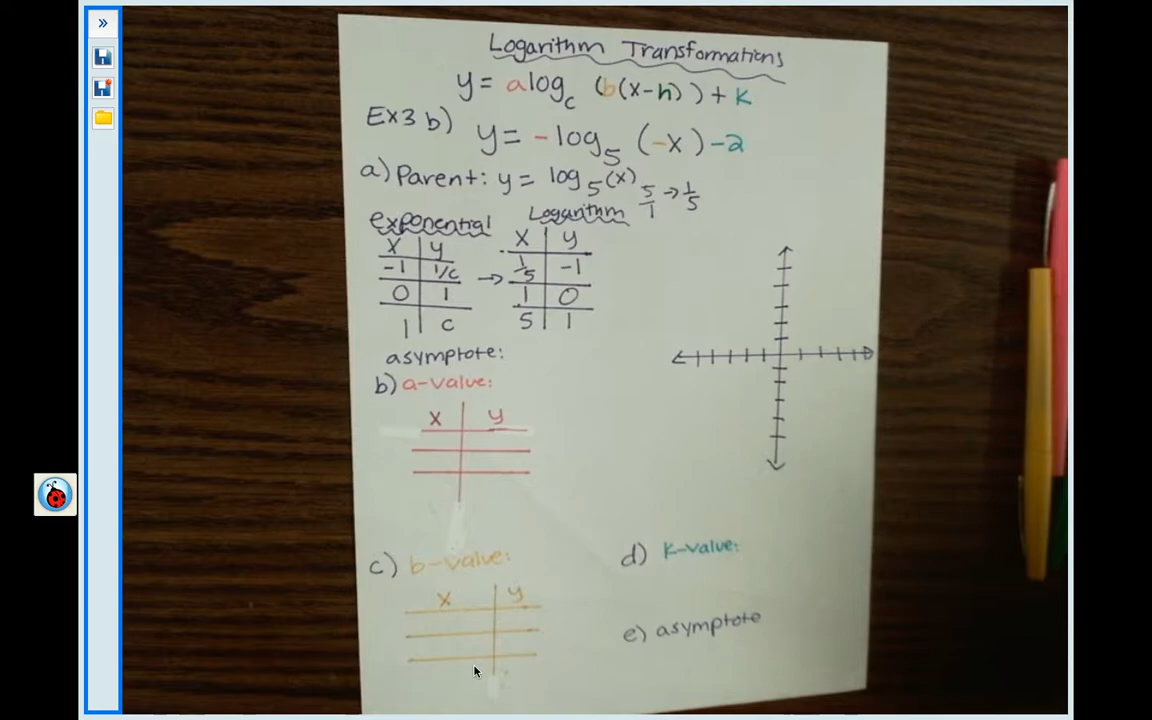 Logarithm Transformations
y = a log_c (b(x-h)) + k
Ex3 b) y = -log_5 (-x) -2
a) Parent: y = log_5(x) 5/1 → 1/5
exponential Logarithm
x y x y
-1 1/c → 1/5 -1
0 1 1 0
1 c 5 1
asymptote:
b) a-value:
x y
c) b-value:
x y
d) k-value:
e) asymptote